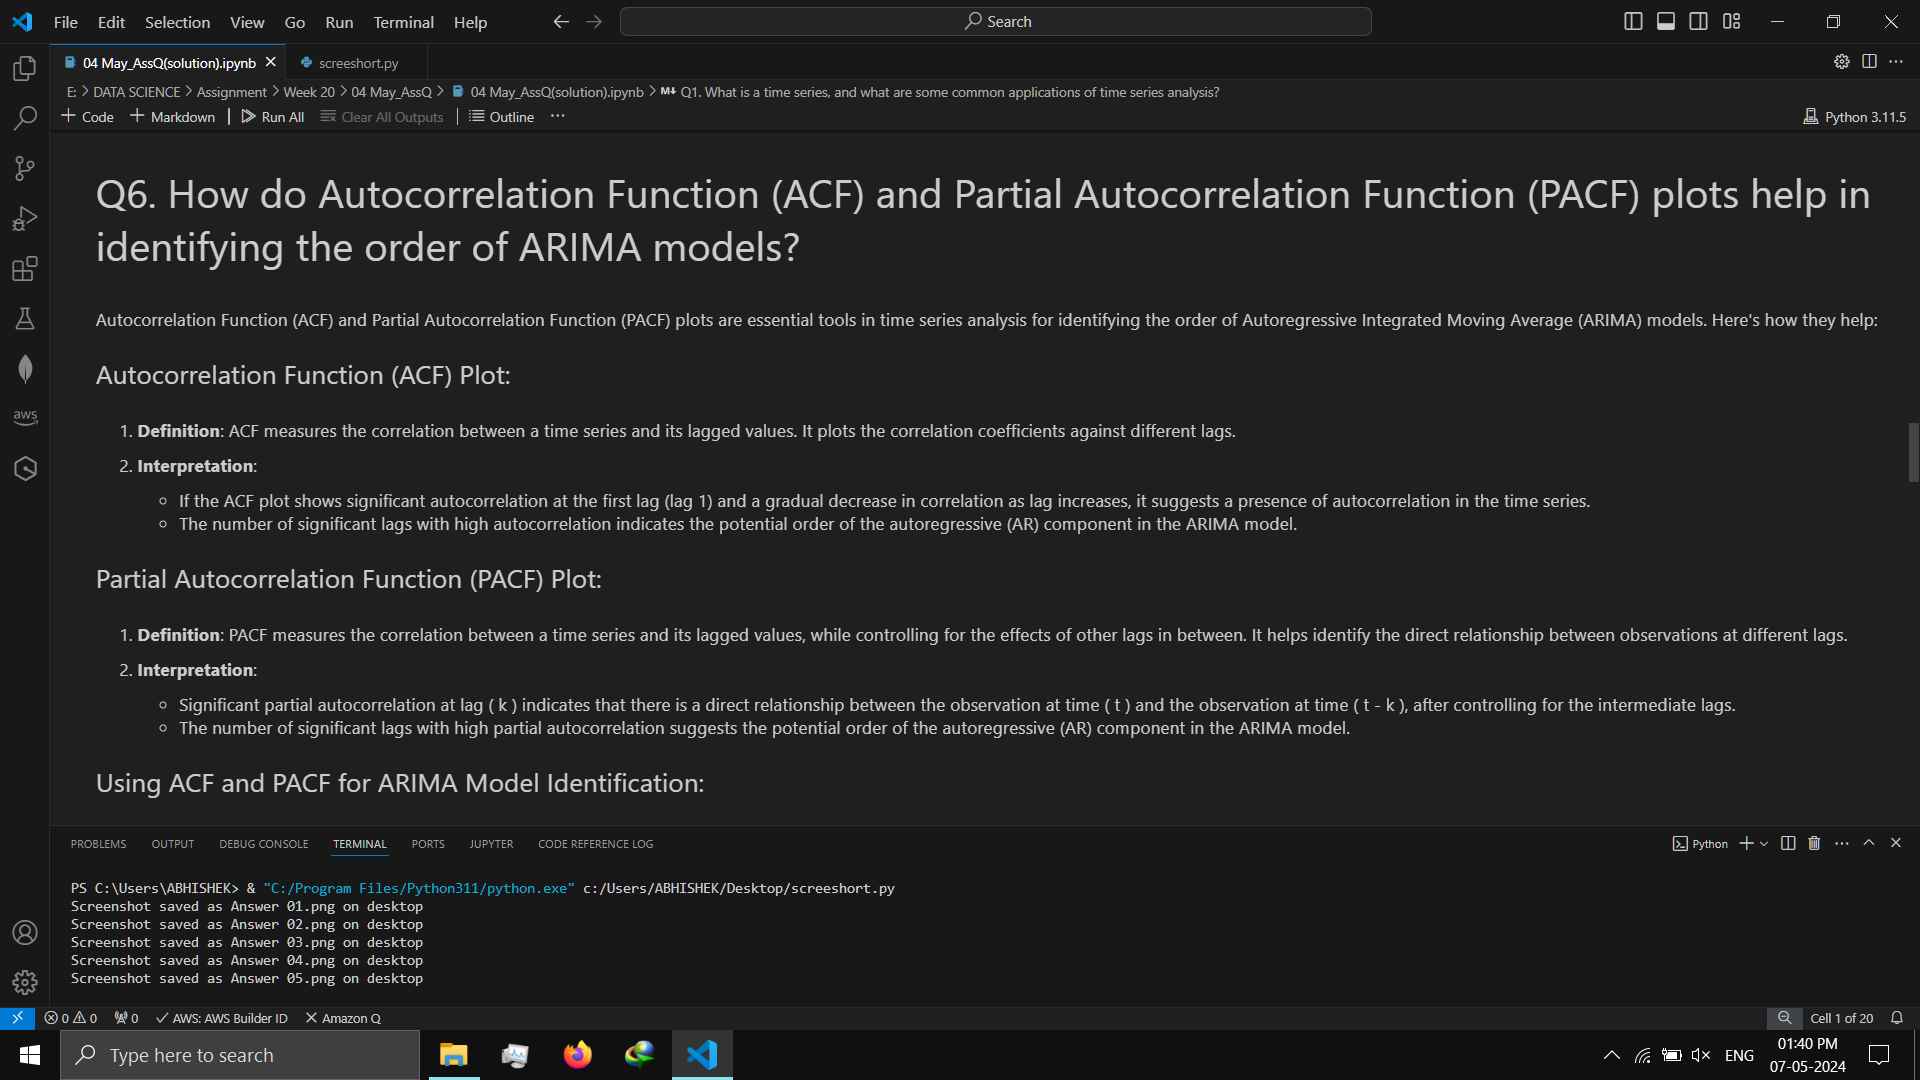 File Edit Selection View Go Run Terminal Help Search
04 May_AssQ(solution).ipynb screeshort.py
E: > DATA SCIENCE > Assignment > Week 20 > 04 May_AssQ > 04 May_AssQ(solution).ipynb > M↓ Q1. What is a time series, and what are some common applications of time series analysis?
+ Code + Markdown | Run All Clear All Outputs | Outline ... Python 3.11.5
Q6. How do Autocorrelation Function (ACF) and Partial Autocorrelation Function (PACF) plots help in
identifying the order of ARIMA models?
Autocorrelation Function (ACF) and Partial Autocorrelation Function (PACF) plots are essential tools in time series analysis for identifying the order of Autoregressive Integrated Moving Average (ARIMA) models. Here's how they help:
Autocorrelation Function (ACF) Plot:
1. Definition: ACF measures the correlation between a time series and its lagged values. It plots the correlation coefficients against different lags.
2. Interpretation:
◦ If the ACF plot shows significant autocorrelation at the first lag (lag 1) and a gradual decrease in correlation as lag increases, it suggests a presence of autocorrelation in the time series.
◦ The number of significant lags with high autocorrelation indicates the potential order of the autoregressive (AR) component in the ARIMA model.
Partial Autocorrelation Function (PACF) Plot:
1. Definition: PACF measures the correlation between a time series and its lagged values, while controlling for the effects of other lags in between. It helps identify the direct relationship between observations at different lags.
2. Interpretation:
◦ Significant partial autocorrelation at lag ( k ) indicates that there is a direct relationship between the observation at time ( t ) and the observation at time ( t - k ), after controlling for the intermediate lags.
◦ The number of significant lags with high partial autocorrelation suggests the potential order of the autoregressive (AR) component in the ARIMA model.
Using ACF and PACF for ARIMA Model Identification:
aws
PROBLEMS OUTPUT DEBUG CONSOLE TERMINAL PORTS JUPYTER CODE REFERENCE LOG Python
PS C:\Users\ABHISHEK> & "C:/Program Files/Python311/python.exe" c:/Users/ABHISHEK/Desktop/screeshort.py
Screenshot saved as Answer 01.png on desktop
Screenshot saved as Answer 02.png on desktop
Screenshot saved as Answer 03.png on desktop
Screenshot saved as Answer 04.png on desktop
Screenshot saved as Answer 05.png on desktop
0 0 0 AWS: AWS Builder ID Amazon Q Cell 1 of 20
Type here to search ENG 01:40 PM
07-05-2024